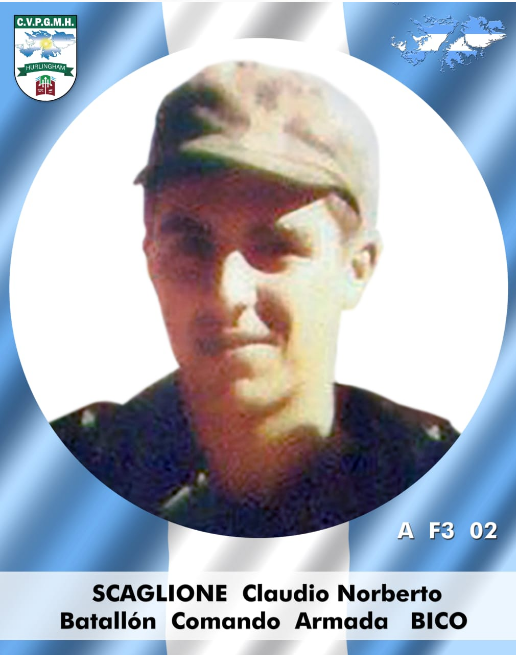 C.V.P.G.M.H.
HURLINGHAM
A F3 02
SCAGLIONE Claudio Norberto
Batallón Comando Armada BICO